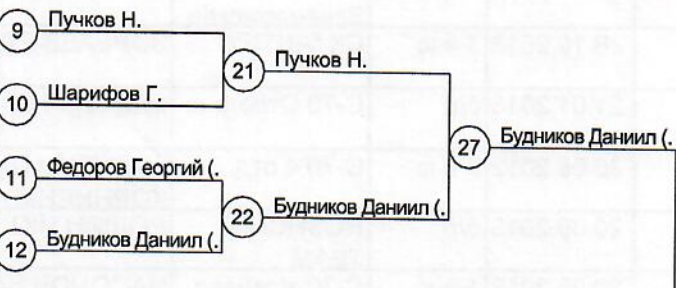 9 Пучков Н.
21 Пучков Н.
10 Шарифов Г.
27 Будников Даниил (.
11 Федоров Георгий (.
22 Будников Даниил (.
12 Будников Даниил (.